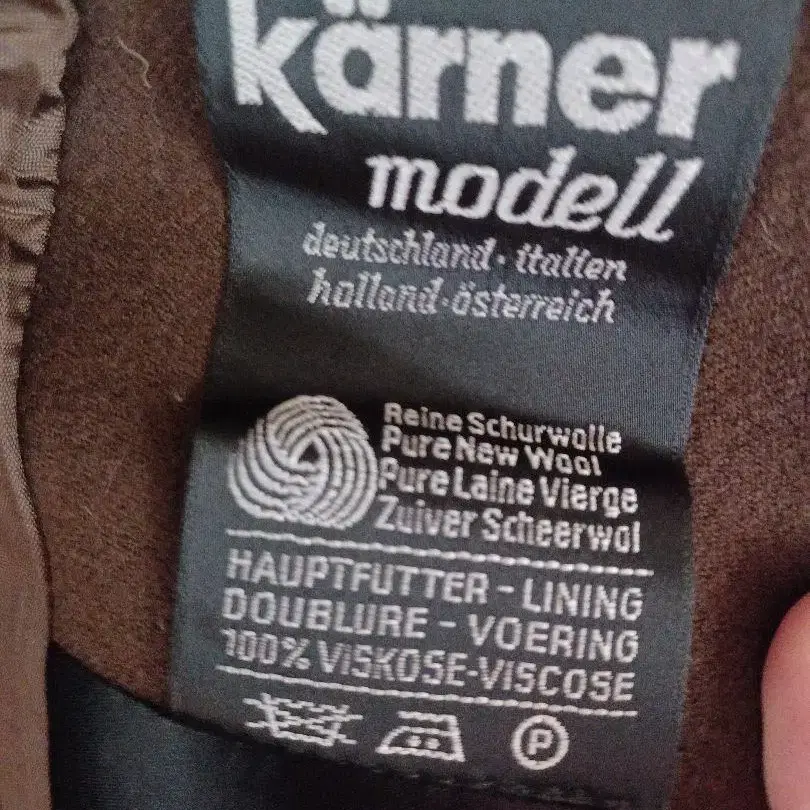 kärner
modell
deutschland · italien
holland · österreich
Reine Schurwolle
Pure New Wool
Pure Laine Vierge
Zuiver Scheerwol
HAUPTFUTTER - LINING
DOUBLURE - VOERING
100% VISKOSE-VISCOSE
P